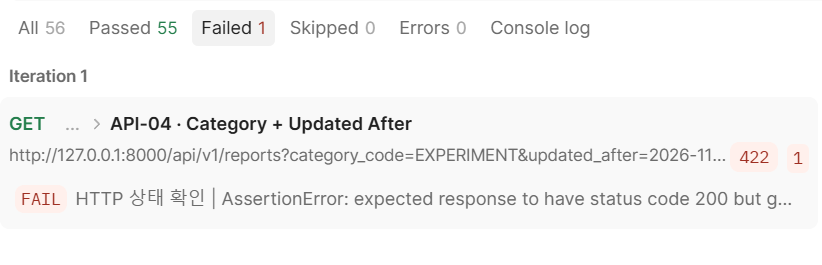 All 56 Passed 55 Failed 1 Skipped 0 Errors 0 Console log
Iteration 1
GET ... > API-04 · Category + Updated After
http://127.0.0.1:8000/api/v1/reports?category_code=EXPERIMENT&updated_after=2026-11... 422 1
FAIL HTTP 상태 확인 | AssertionError: expected response to have status code 200 but g...